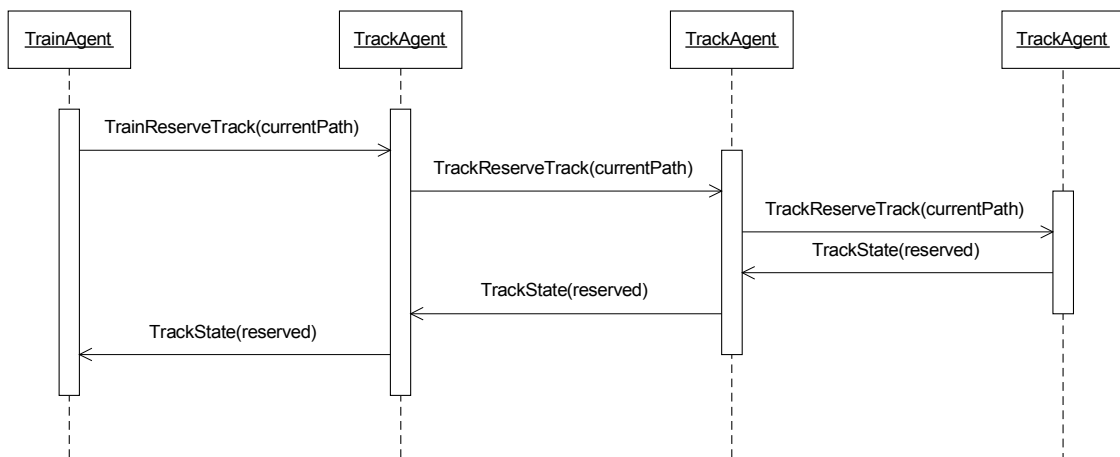 TrainAgent
TrackAgent
TrackAgent
TrackAgent
TrainReserveTrack(currentPath)
TrackReserveTrack(currentPath)
TrackReserveTrack(currentPath)
TrackState(reserved)
TrackState(reserved)
TrackState(reserved)